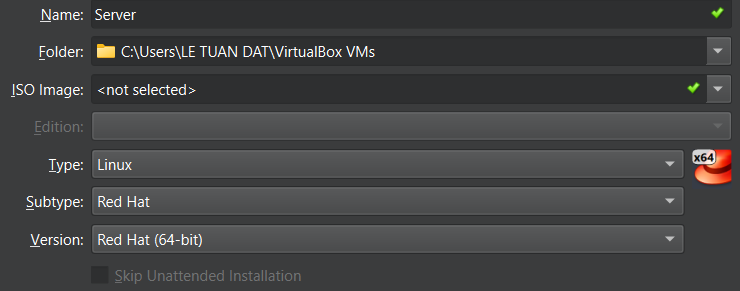 Name: Server
Folder: C:\Users\LE TUAN DAT\VirtualBox VMs
ISO Image: <not selected>
Edition:
Type: Linux
x64
Subtype: Red Hat
Version: Red Hat (64-bit)
Skip Unattended Installation